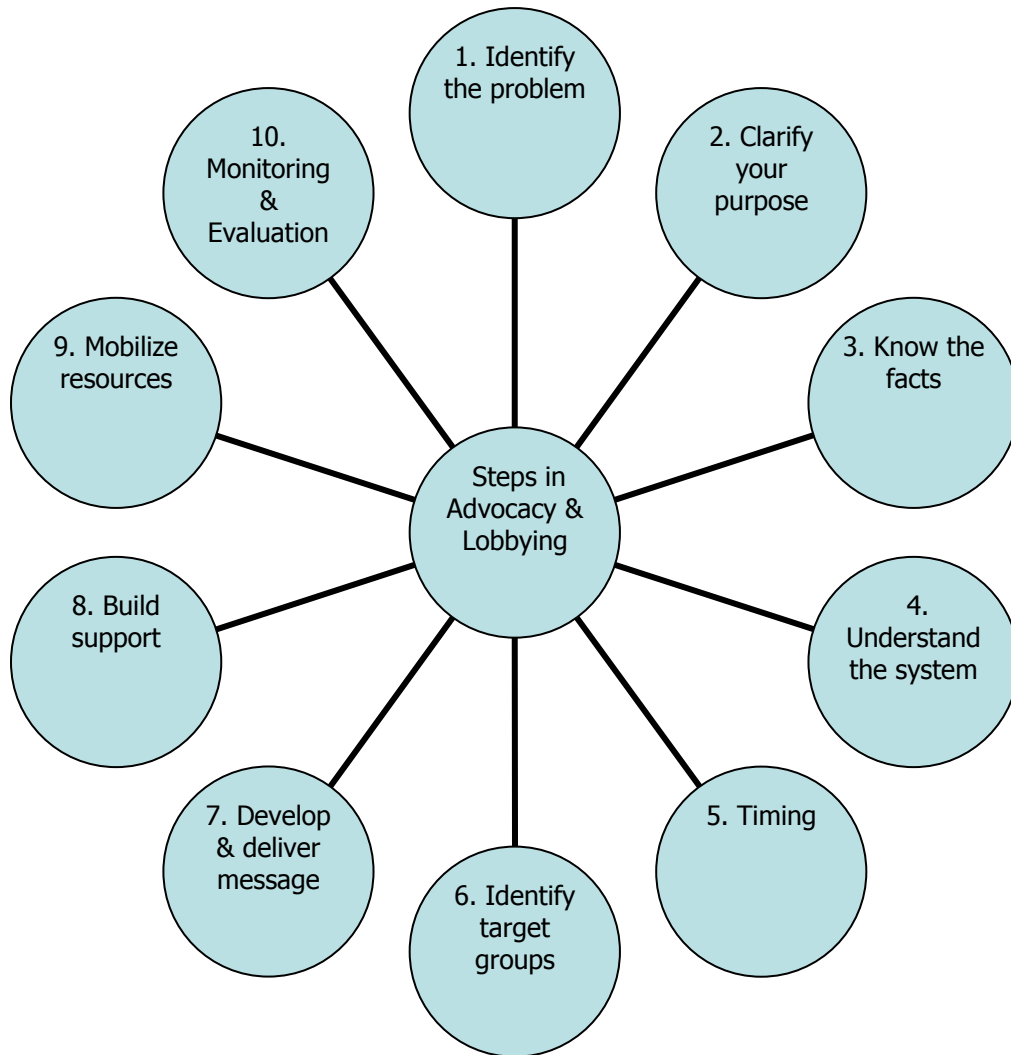 1. Identify
the problem
2. Clarify
your
purpose
3. Know the
facts
4.
Understand
the system
5. Timing
6. Identify
target
groups
7. Develop
& deliver
message
8. Build
support
9. Mobilize
resources
10.
Monitoring
&
Evaluation
Steps in
Advocacy &
Lobbying